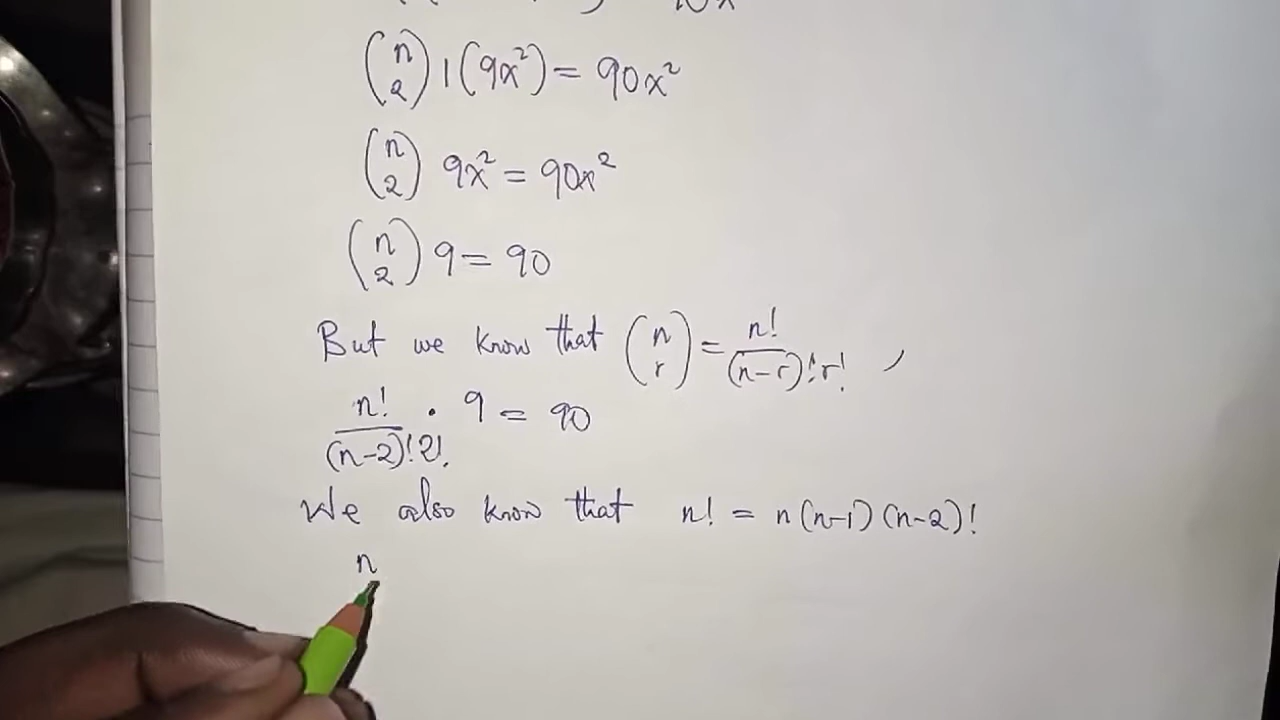 (n 2) 1 (9x²) = 90x²
(n 2) 9x² = 90x²
(n 2) 9 = 90
But we know that (n r) = n!/(n-r)!r! ,
n!/(n-2)!2! . 9 = 90
We also know that n! = n(n-1)(n-2)!
n